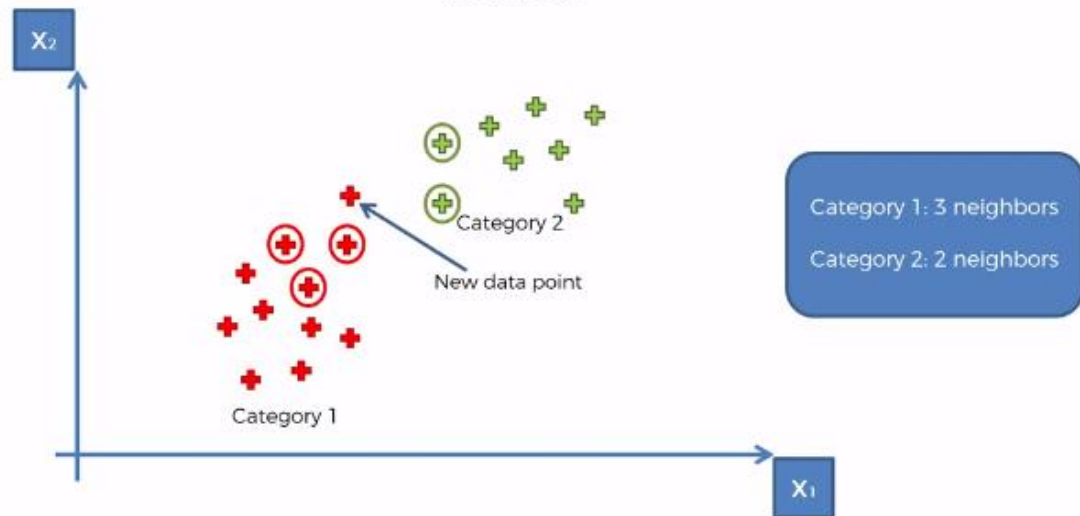 X₂
Category 1: 3 neighbors
Category 2
Category 2: 2 neighbors
New data point
Category 1
X₁